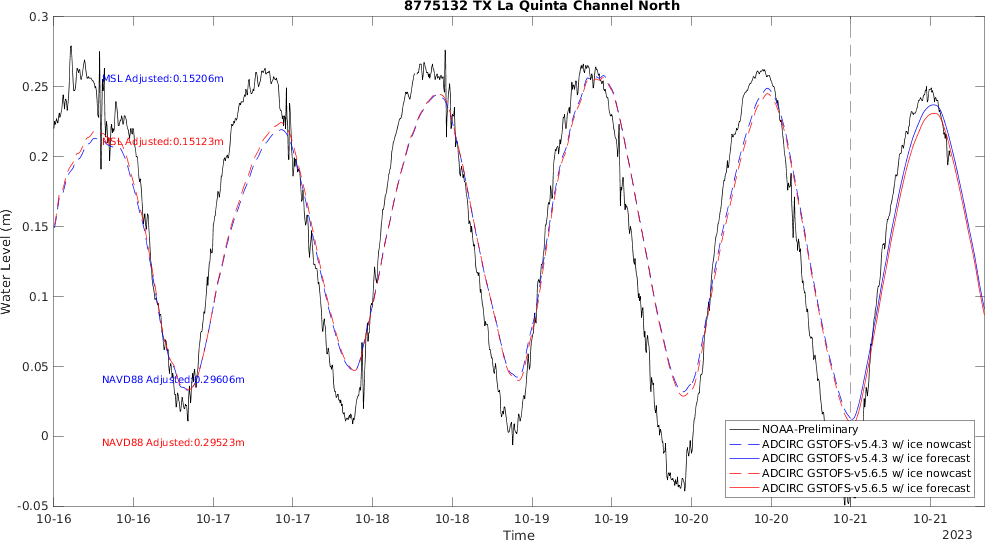 8775132 TX La Quinta Channel North
0.3
0.25
0.2
0.15
0.1
0.05
0
-0.05
Water Level (m)
MSL Adjusted:0.15206m
MSL Adjusted:0.15123m
NAVD88 Adjusted:0.29606m
NAVD88 Adjusted:0.29523m
NOAA-Preliminary
ADCIRC GSTOFS-v5.4.3 w/ ice nowcast
ADCIRC GSTOFS-v5.4.3 w/ ice forecast
ADCIRC GSTOFS-v5.6.5 w/ ice nowcast
ADCIRC GSTOFS-v5.6.5 w/ ice forecast
10-16 10-16 10-17 10-17 10-18 10-18 10-19 10-19 10-20 10-20 10-21 10-21
Time
2023